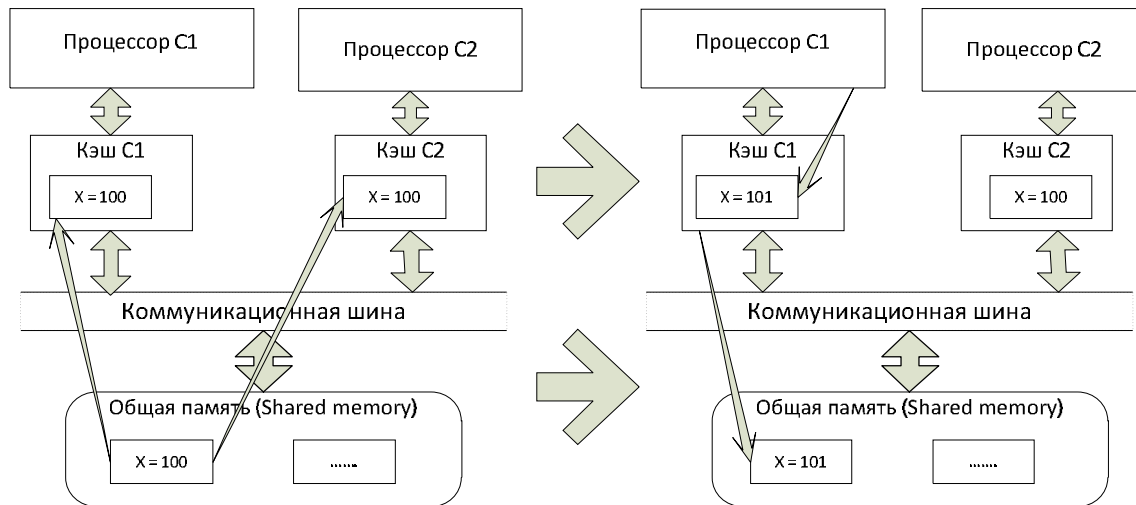 Процессор С1
Процессор С2
Кэш С1
X = 100
Кэш С2
X = 100
Коммуникационная шина
Общая память (Shared memory)
X = 100
.......
Процессор С1
Процессор С2
Кэш С1
X = 101
Кэш С2
X = 100
Коммуникационная шина
Общая память (Shared memory)
X = 101
.......